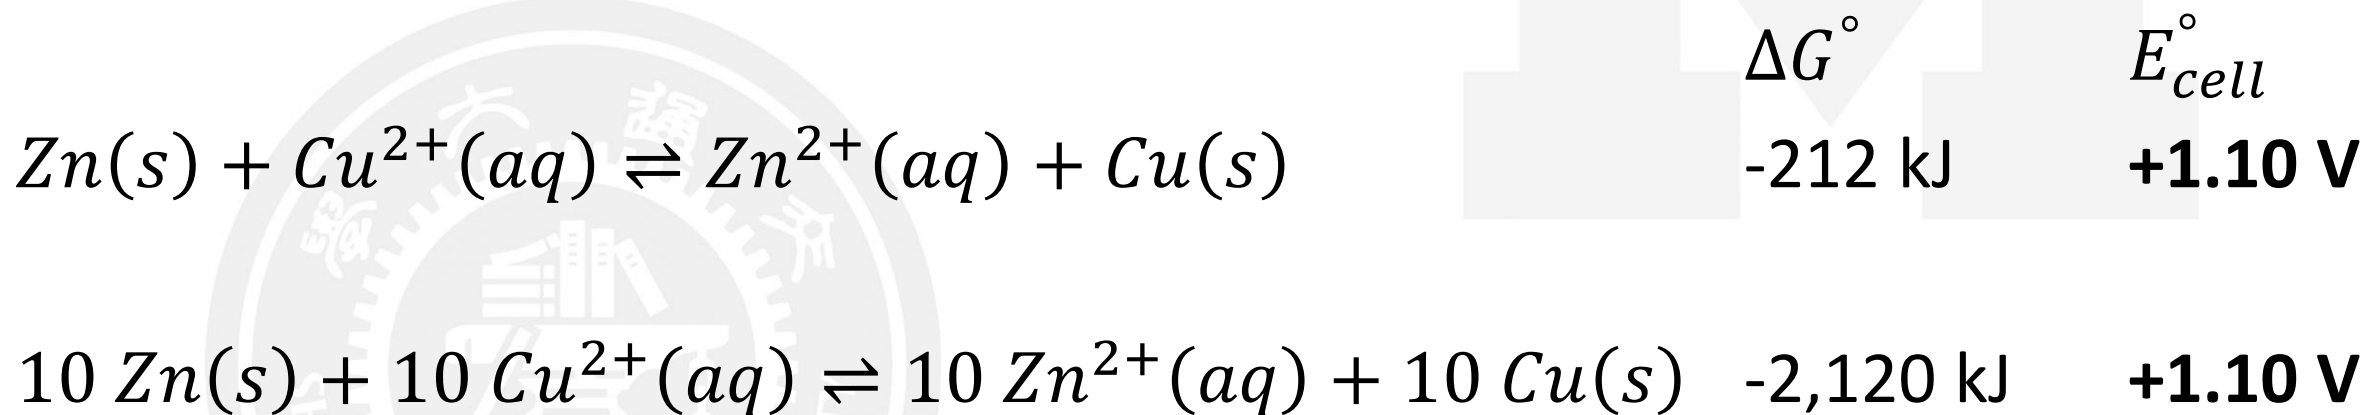 ΔG° E°cell
Zn(s) + Cu²⁺(aq) ⇌ Zn²⁺(aq) + Cu(s) -212 kJ +1.10 V
10 Zn(s) + 10 Cu²⁺(aq) ⇌ 10 Zn²⁺(aq) + 10 Cu(s) -2,120 kJ +1.10 V